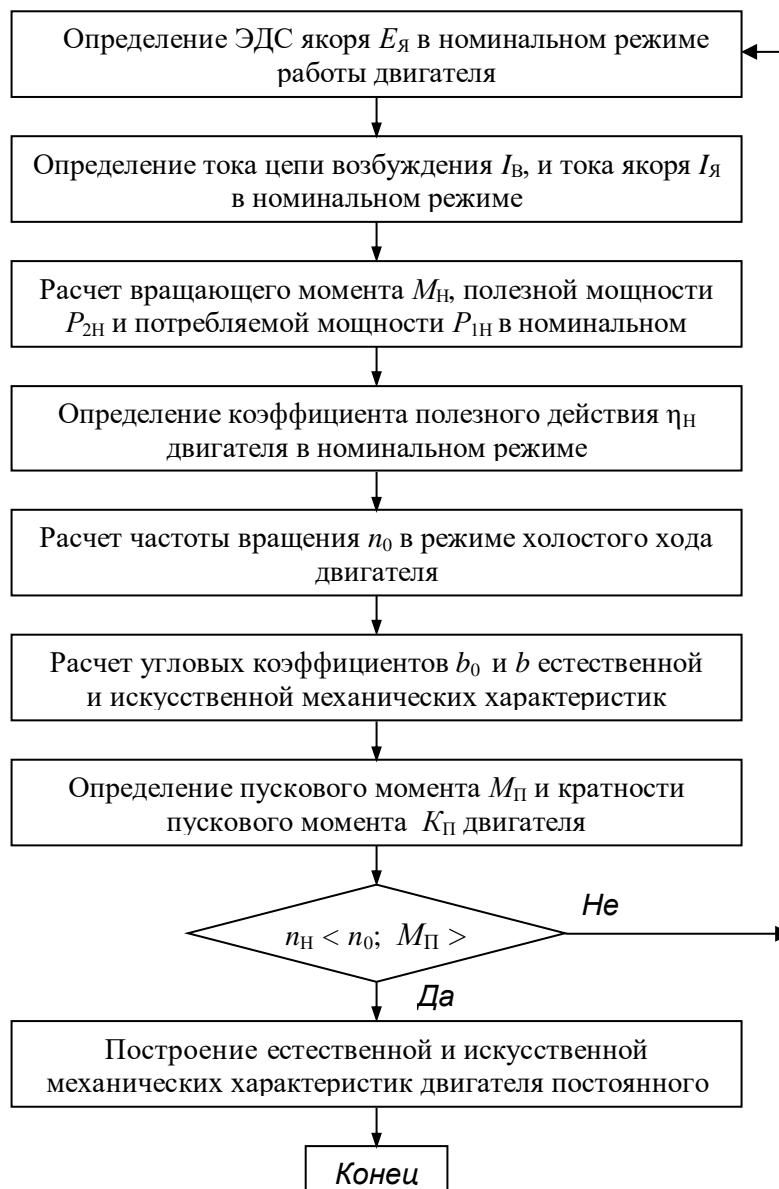 Определение ЭДС якоря EЯ в номинальном режиме
работы двигателя
Определение тока цепи возбуждения IВ, и тока якоря IЯ
в номинальном режиме
Расчет вращающего момента MН, полезной мощности
P2Н и потребляемой мощности P1Н в номинальном
Определение коэффициента полезного действия ηН
двигателя в номинальном режиме
Расчет частоты вращения n0 в режиме холостого хода
двигателя
Расчет угловых коэффициентов b0 и b естественной
и искусственной механических характеристик
Определение пускового момента MП и кратности
пускового момента KП двигателя
Не
nН < n0; MП >
Да
Построение естественной и искусственной
механических характеристик двигателя постоянного
Конец